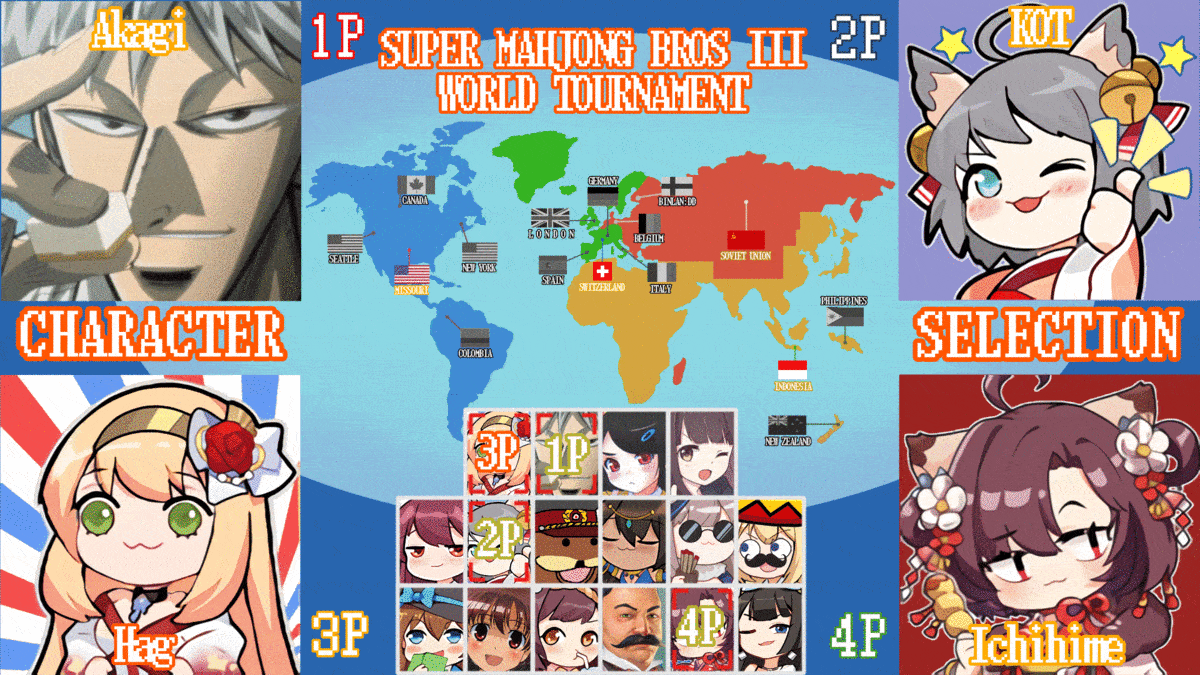 Akagi
1P
SUPER MAHJONG BROS III
WORLD TOURNAMENT
2P
KOT
GERMANY
CANADA
BINLAN:DD
LONDON
BELGIUM
SEATTLE
NEW YORK
SOVIET UNION
MISSOURI
SPAIN
SWITZERLAND
ITALY
PHILIPPINES
CHARACTER
SELECTION
COLOMBIA
INDONESIA
NEW ZEALAND
3P
1P
2P
3P
4P
4P
Hag
Ichihime